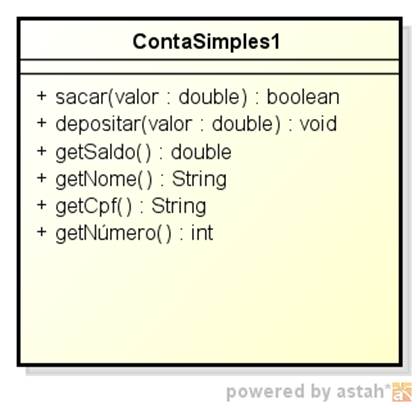 ContaSimples1
+ sacar(valor : double) : boolean
+ depositar(valor : double) : void
+ getSaldo() : double
+ getNome() : String
+ getCpf() : String
+ getNúmero() : int
powered by astah*